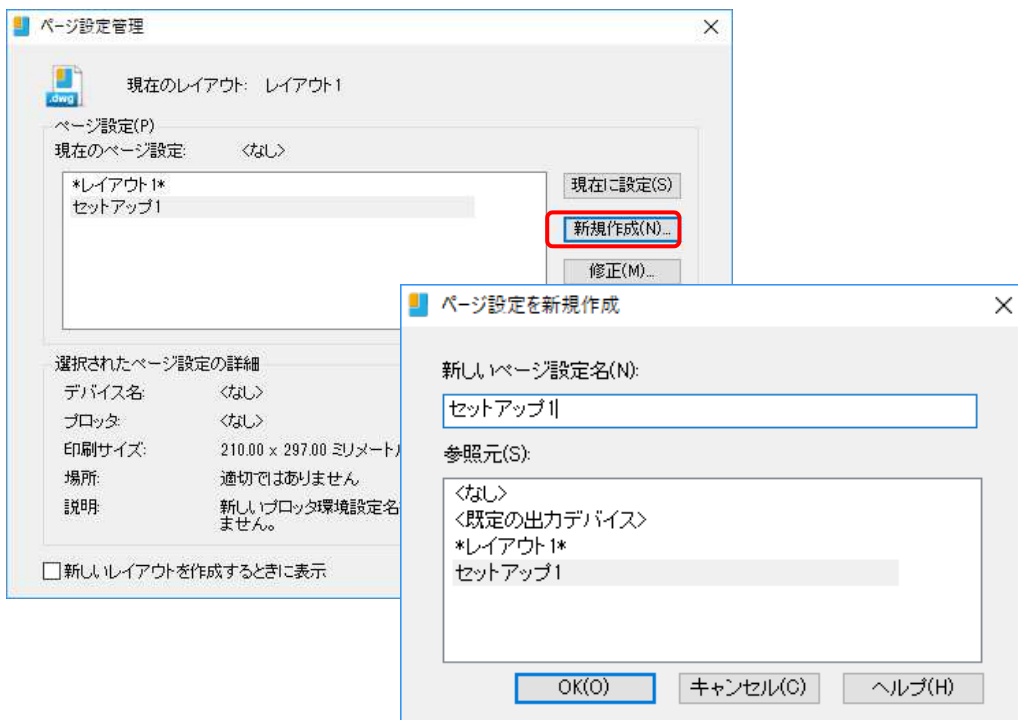 ページ設定管理
.dwg
現在のレイアウト: レイアウト1
ページ設定(P)
現在のページ設定: <なし>
*レイアウト1*
セットアップ1
現在に設定(S)
新規作成(N)...
修正(M)...
選択されたページ設定の詳細
デバイス名: <なし>
プロッタ: <なし>
印刷サイズ: 210.00 x 297.00 ミリメートル
場所: 適切ではありません
説明: 新しいプロッタ環境設定名
ません。
新しいレイアウトを作成するときに表示
ページ設定を新規作成
新しいページ設定名(N):
セットアップ1
参照元(S):
<なし>
<既定の出力デバイス>
*レイアウト1*
セットアップ1
OK(O)
キャンセル(C)
ヘルプ(H)